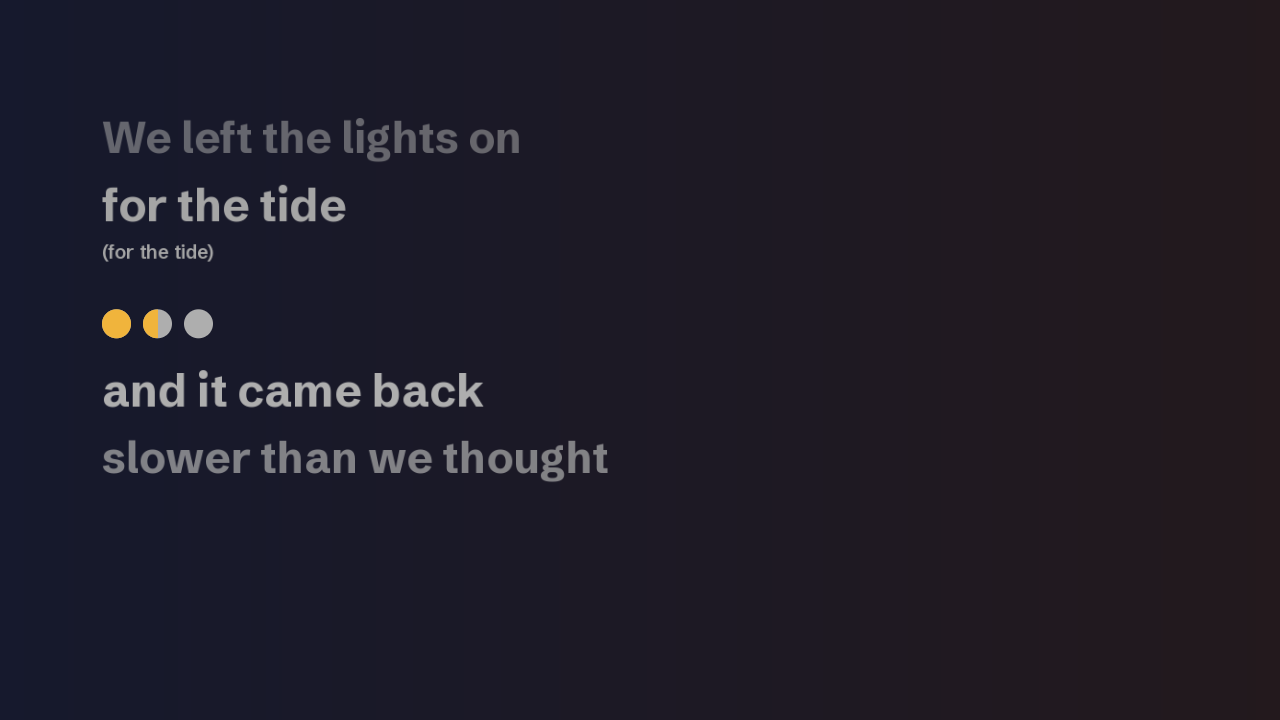 We left the lights on
for the tide
(for the tide)
and it came back
slower than we thought